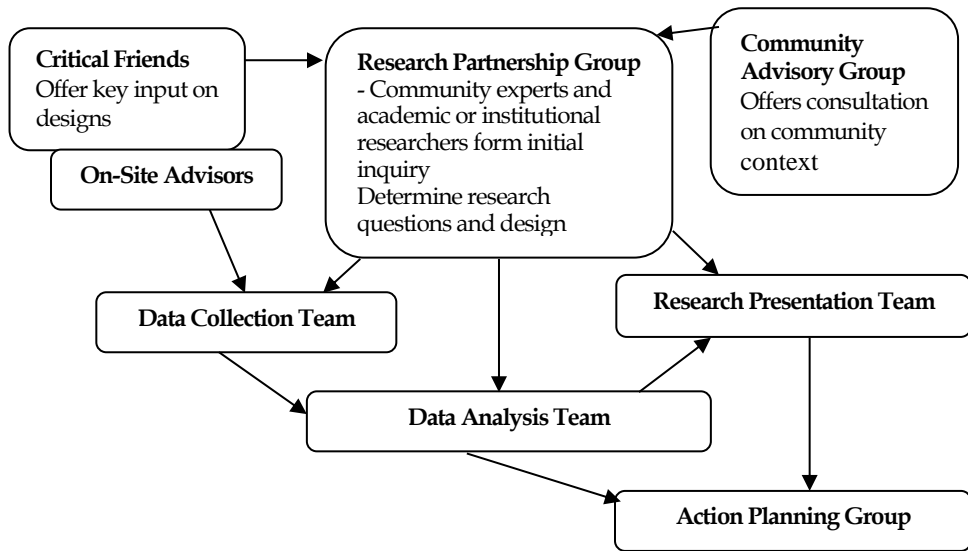 Critical Friends
Offer key input on
designs
On-Site Advisors
Research Partnership Group
- Community experts and
academic or institutional
researchers form initial
inquiry
Determine research
questions and design
Community
Advisory Group
Offers consultation
on community
context
Data Collection Team
Research Presentation Team
Data Analysis Team
Action Planning Group